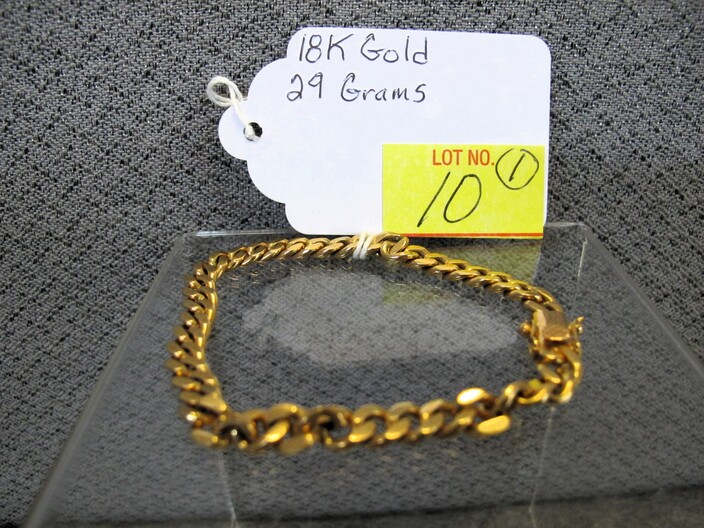 18K Gold
29 Grams
LOT NO. 1
10